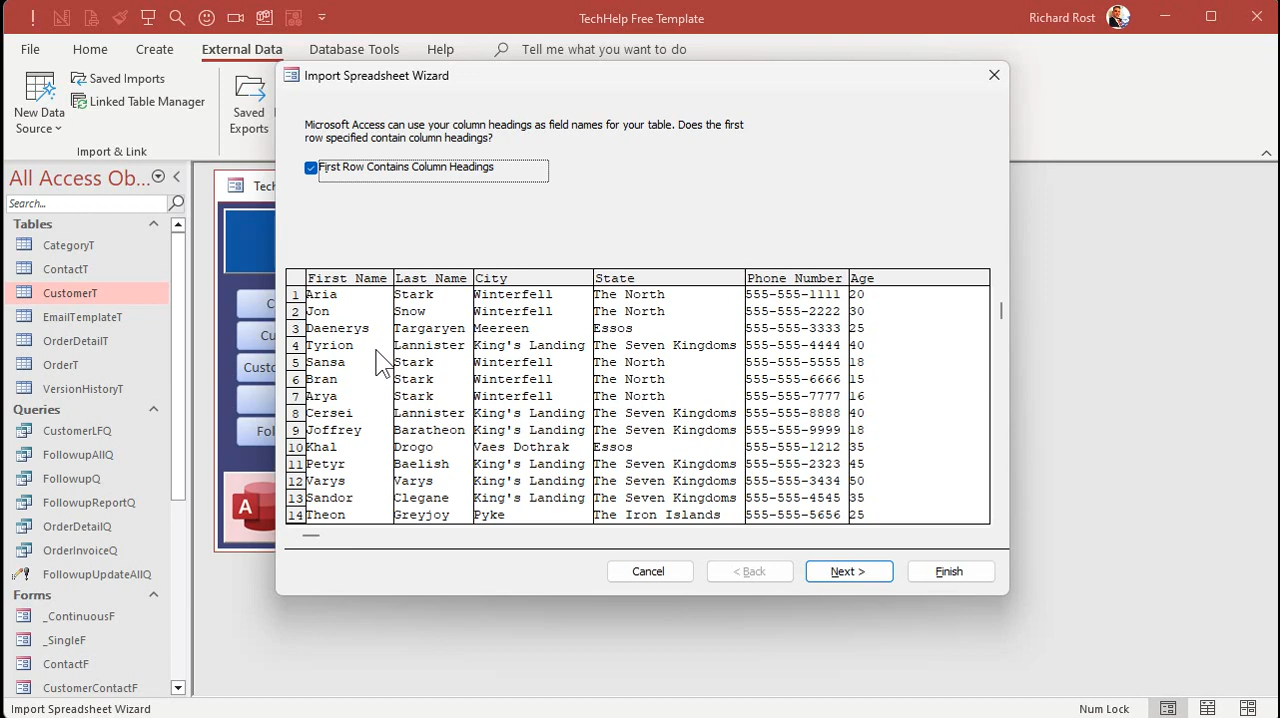 TechHelp Free Template
Richard Rost
File Home Create External Data Database Tools Help Tell me what you want to do
New Data Source
Saved Imports
Linked Table Manager
Saved Exports
Import & Link
All Access Ob...
Search...
Tables
CategoryT
ContactT
CustomerT
EmailTemplateT
OrderDetailT
OrderT
VersionHistoryT
Queries
CustomerLFQ
FollowupAllQ
FollowupQ
FollowupReportQ
OrderDetailQ
OrderInvoiceQ
FollowupUpdateAllQ
Forms
_ContinuousF
_SingleF
ContactF
CustomerContactF
Tech
C
Cu
Custo
Fol
A
Import Spreadsheet Wizard
Microsoft Access can use your column headings as field names for your table. Does the first
row specified contain column headings?
First Row Contains Column Headings
First Name Last Name City State Phone Number Age
1 Aria Stark Winterfell The North 555-555-1111 20
2 Jon Snow Winterfell The North 555-555-2222 30
3 Daenerys Targaryen Meereen Essos 555-555-3333 25
4 Tyrion Lannister King's Landing The Seven Kingdoms 555-555-4444 40
5 Sansa Stark Winterfell The North 555-555-5555 18
6 Bran Stark Winterfell The North 555-555-6666 15
7 Arya Stark Winterfell The North 555-555-7777 16
8 Cersei Lannister King's Landing The Seven Kingdoms 555-555-8888 40
9 Joffrey Baratheon King's Landing The Seven Kingdoms 555-555-9999 18
10 Khal Drogo Vaes Dothrak Essos 555-555-1212 35
11 Petyr Baelish King's Landing The Seven Kingdoms 555-555-2323 45
12 Varys Varys King's Landing The Seven Kingdoms 555-555-3434 50
13 Sandor Clegane King's Landing The Seven Kingdoms 555-555-4545 35
14 Theon Greyjoy Pyke The Iron Islands 555-555-5656 25
Cancel < Back Next > Finish
Import Spreadsheet Wizard
Num Lock